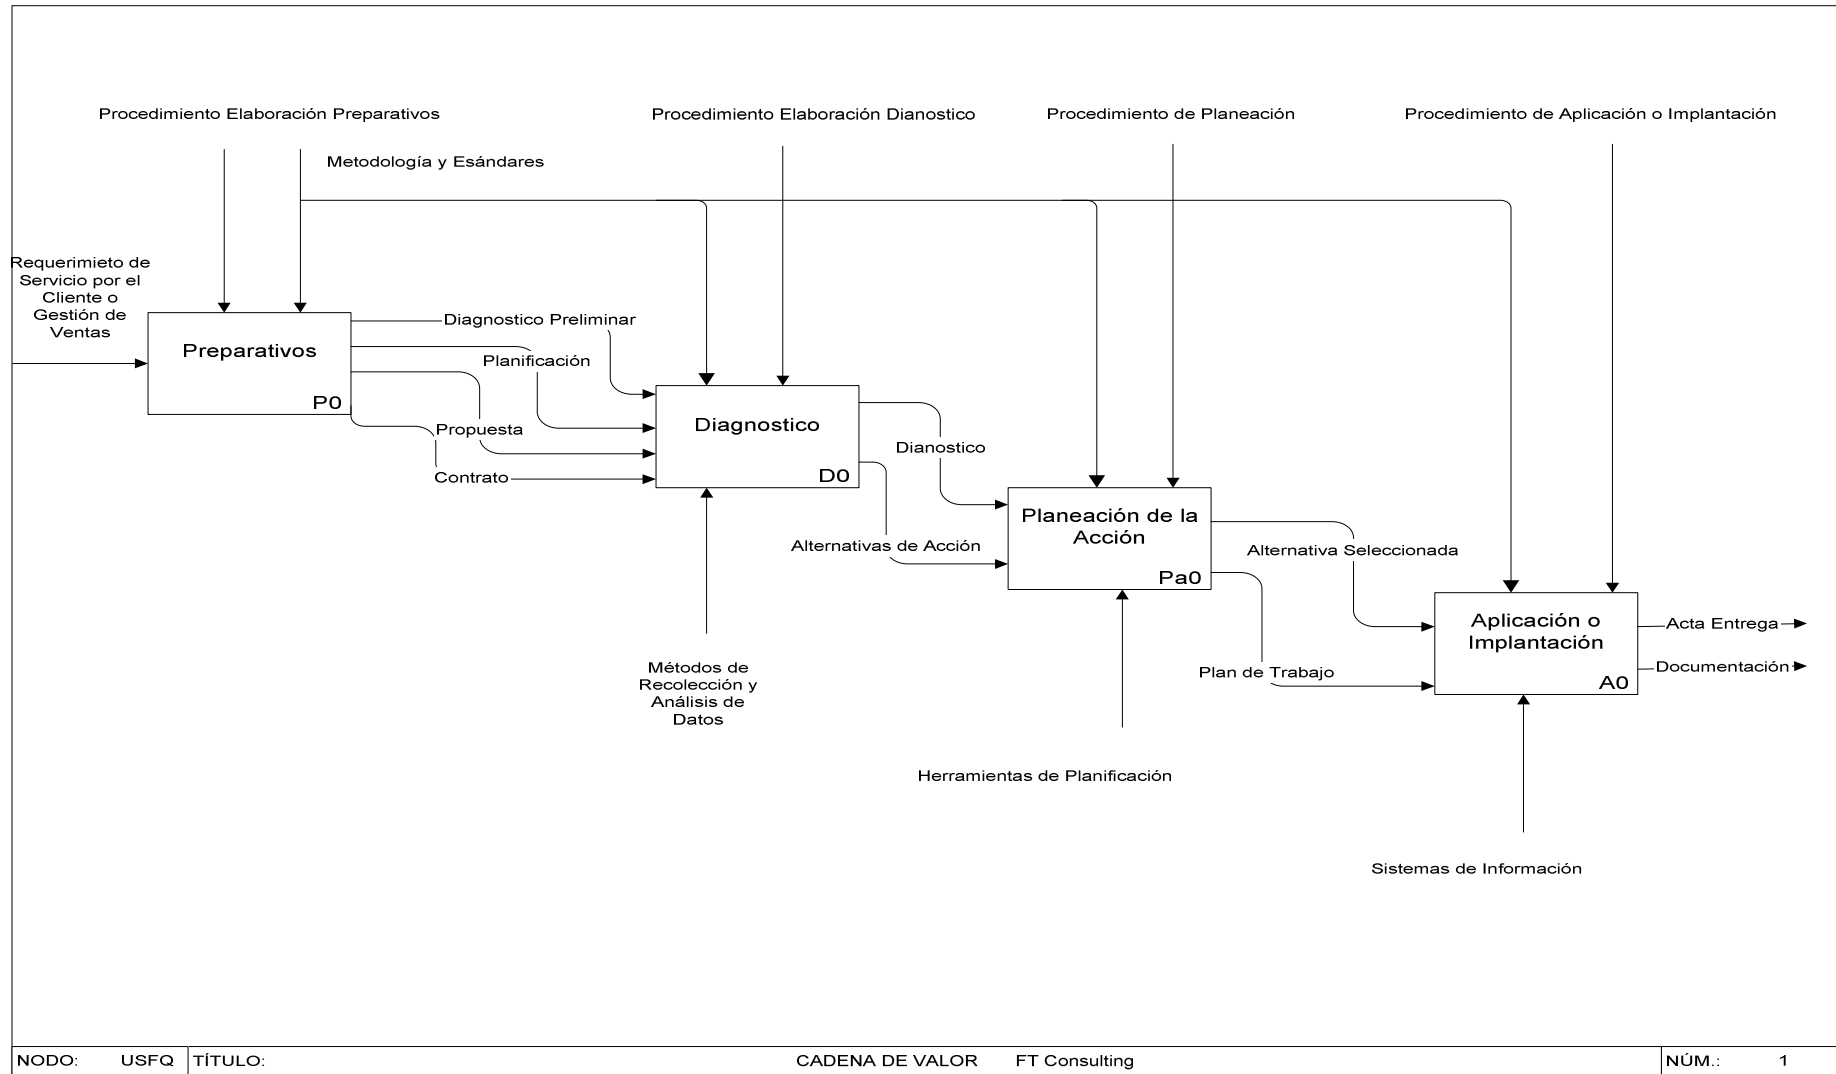 Procedimiento Elaboración Preparativos
Procedimiento Elaboración Dianostico
Procedimiento de Planeación
Procedimiento de Aplicación o Implantación
Metodología y Esándares
Requerimieto de
Servicio por el
Cliente o
Gestión de
Ventas
Preparativos
P0
Diagnostico Preliminar
Planificación
Propuesta
Contrato
Diagnostico
D0
Dianostico
Alternativas de Acción
Métodos de
Recolección y
Análisis de
Datos
Planeación de la
Acción
Pa0
Alternativa Seleccionada
Plan de Trabajo
Herramientas de Planificación
Aplicación o
Implantación
A0
Acta Entrega
Documentación
Sistemas de Información
NODO: USFQ TÍTULO: CADENA DE VALOR FT Consulting NÚM.: 1